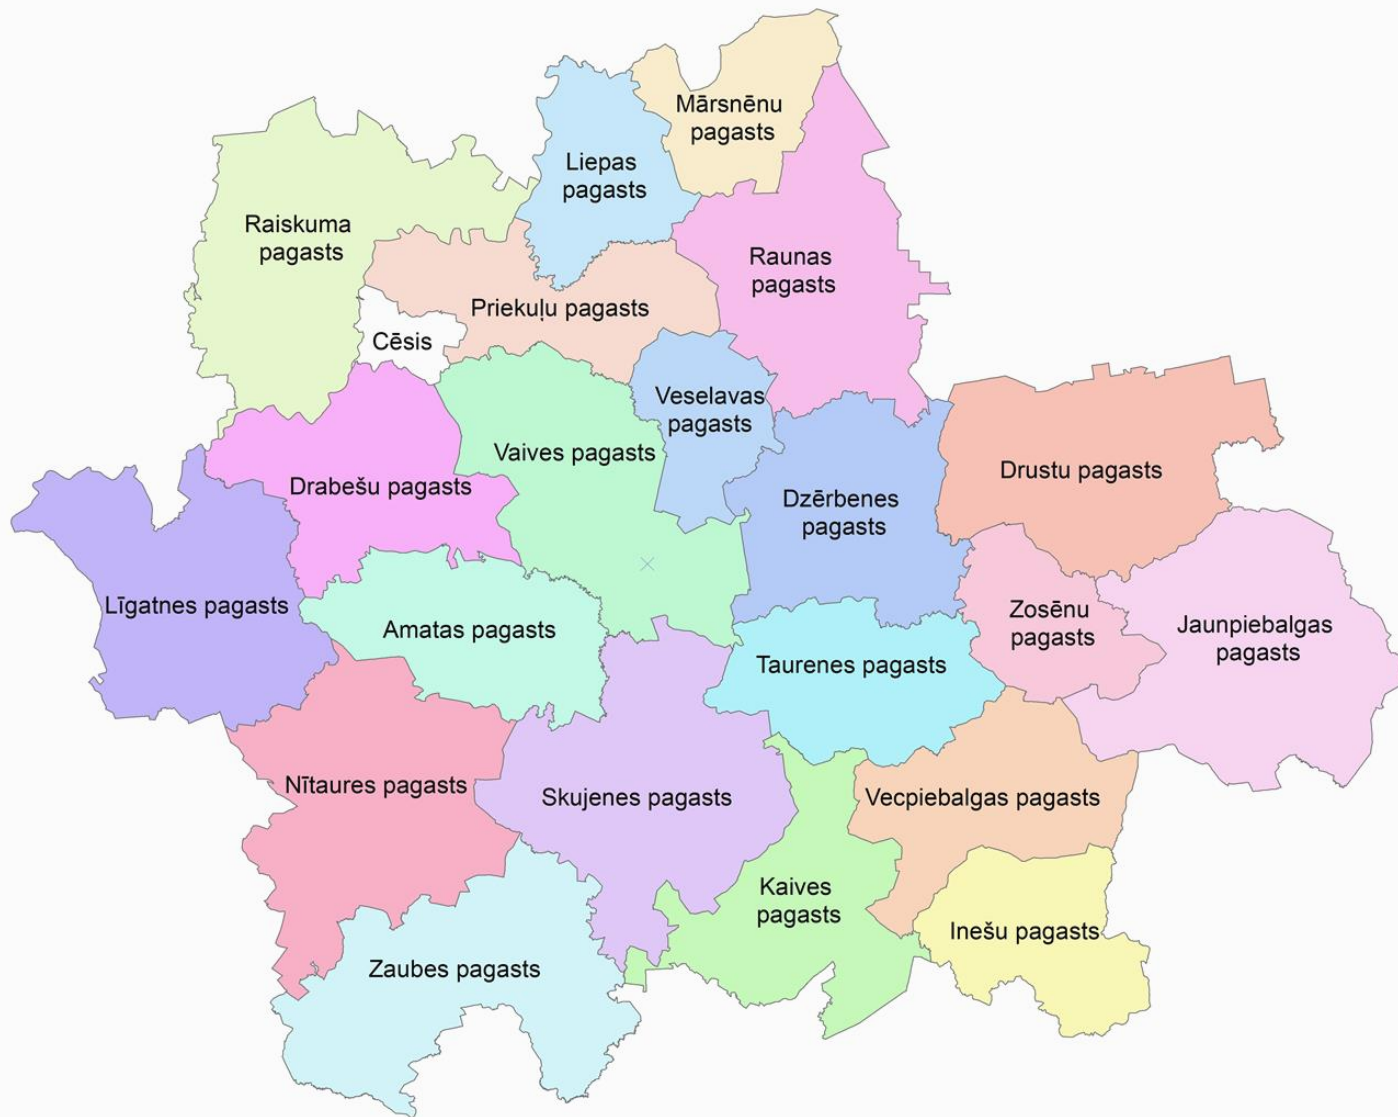 Mārsnēnu
pagasts
Liepas
pagasts
Raiskuma
pagasts
Raunas
pagasts
Priekuļu pagasts
Cēsis
Veselavas
pagasts
Vaives pagasts
Drustu pagasts
Drabešu pagasts
Dzērbenes
pagasts
Līgatnes pagasts
Amatas pagasts
Zosēnu
pagasts
Jaunpiebalgas
pagasts
Taurenes pagasts
Nītaures pagasts
Skujenes pagasts
Vecpiebalgas pagasts
Kaives
pagasts
Inešu pagasts
Zaubes pagasts